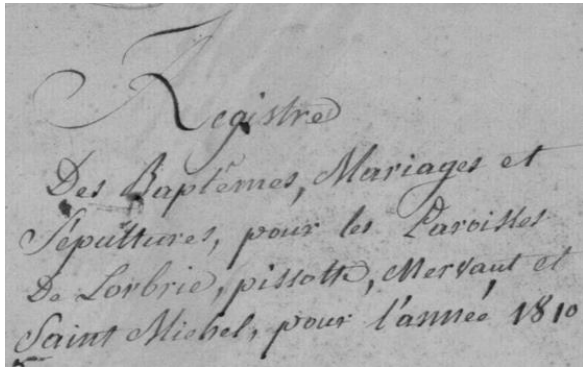 Registre
Des Baptêmes, Mariages et
Sépultures, pour les Paroisses
De Lorbrie, pissotte, Mervant et
Saint Michel, pour l'année 1810